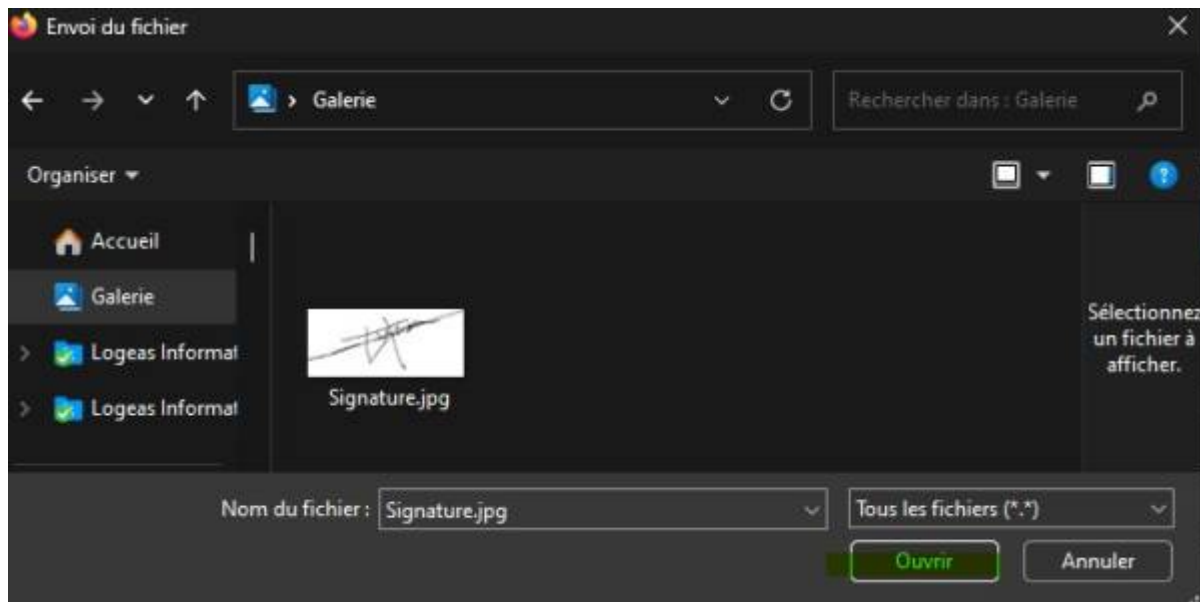 Envoi du fichier
Galerie
Rechercher dans : Galerie
Organiser
Accueil
Galerie
Logeas Informat
Logeas Informat
Signature.jpg
Sélectionnez
un fichier à
afficher.
Nom du fichier : Signature.jpg
Tous les fichiers (*.*)
Ouvrir
Annuler